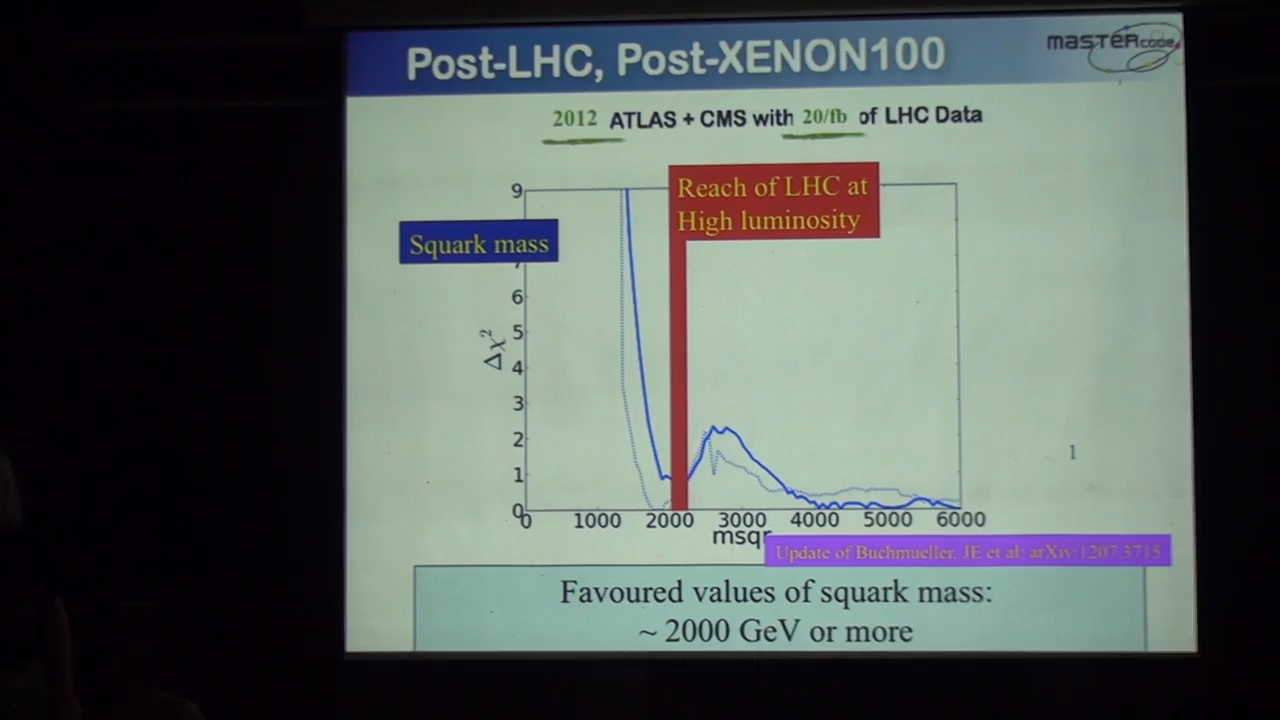 Post-LHC, Post-XENON100
masTERcode
2012 ATLAS + CMS with 20/fb of LHC Data
Reach of LHC at
High luminosity
Squark mass
9
6
5
4
3
2
1
0
Δχ²
0 1000 2000 3000 4000 5000 6000
msqr
1
Update of Buchmueller, JE et al: arXiv:1207.3715
Favoured values of squark mass:
~ 2000 GeV or more